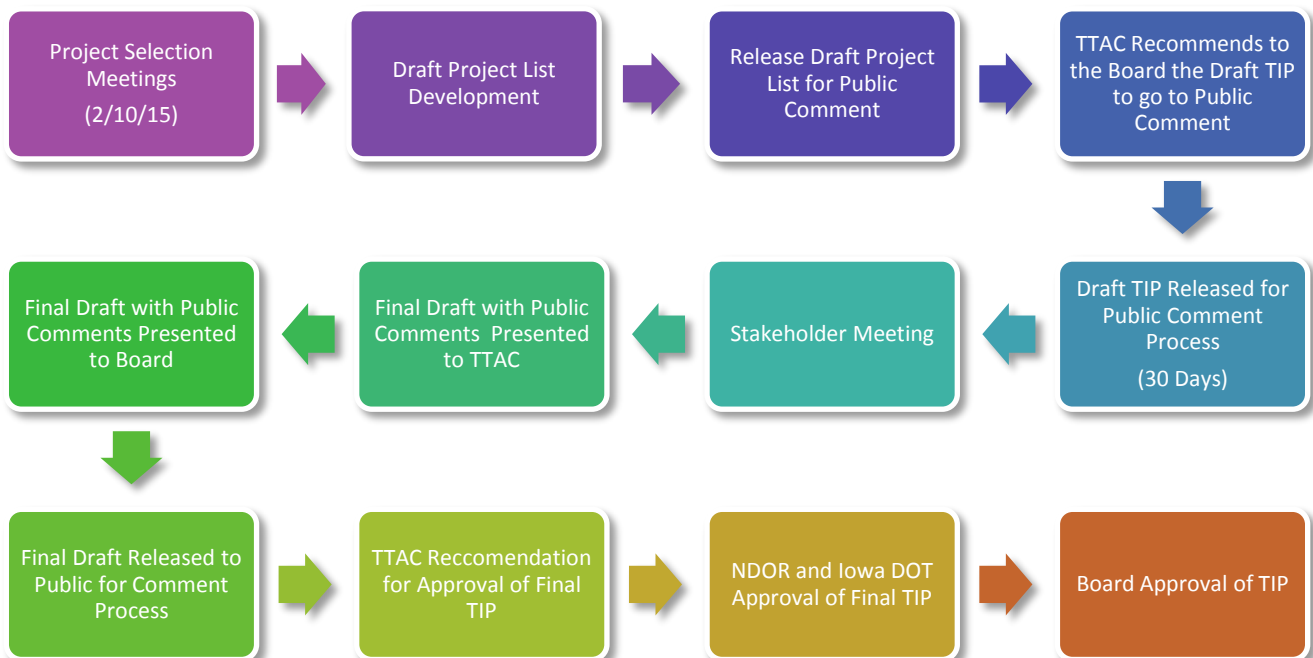 Project Selection
Meetings
(2/10/15)
Draft Project List
Development
Release Draft Project
List for Public
Comment
TTAC Recommends to
the Board the Draft TIP
to go to Public
Comment
Draft TIP Released for
Public Comment
Process
(30 Days)
Stakeholder Meeting
Final Draft with Public
Comments Presented
to TTAC
Final Draft with Public
Comments Presented
to Board
Final Draft Released to
Public for Comment
Process
TTAC Reccomendation
for Approval of Final
TIP
NDOR and Iowa DOT
Approval of Final TIP
Board Approval of TIP